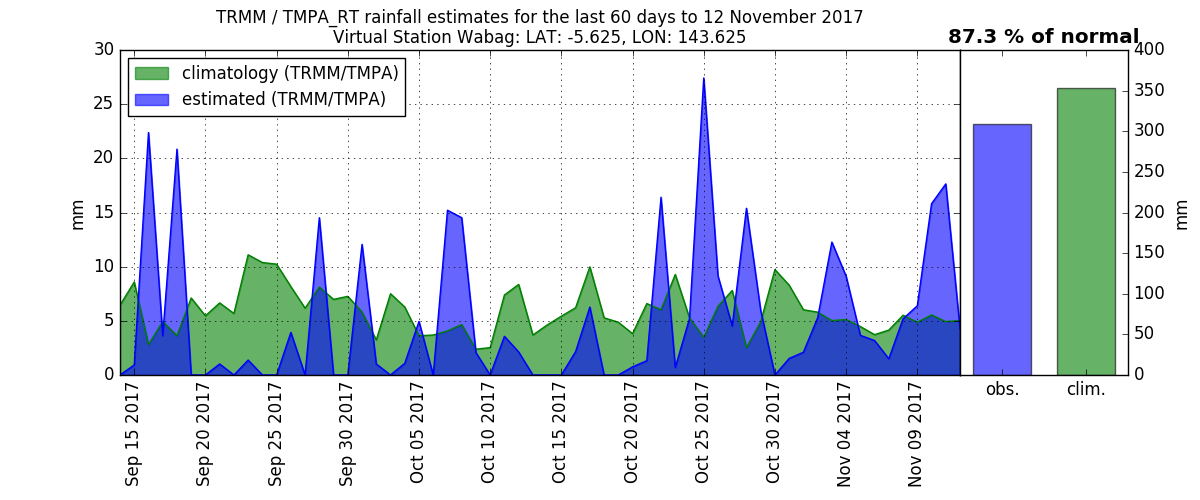 TRMM / TMPA_RT rainfall estimates for the last 60 days to 12 November 2017
Virtual Station Wabag: LAT: -5.625, LON: 143.625
87.3 % of normal
climatology (TRMM/TMPA)
estimated (TRMM/TMPA)
30
25
20
15
10
5
0
mm
400
350
300
250
200
150
100
50
0
mm
Sep 15 2017
Sep 20 2017
Sep 25 2017
Sep 30 2017
Oct 05 2017
Oct 10 2017
Oct 15 2017
Oct 20 2017
Oct 25 2017
Oct 30 2017
Nov 04 2017
Nov 09 2017
obs.
clim.